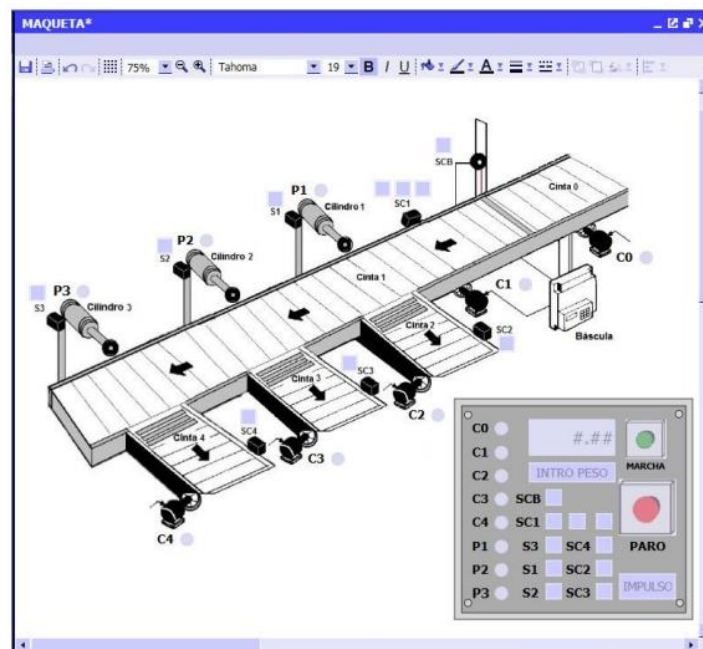 MAQUETA*
75% Tahoma 19 B I U A
SCB
Cinta 0
P1
S1
Cilindro 1
SC1
C0
P2
S2
Cilindro 2
Cinta 1
C1
Báscula
P3
S3
Cilindro 3
Cinta 2
SC2
Cinta 3
SC3
C2
Cinta 4
SC4
C3
C4
C0 #.##
C1 MARCHA
C2 INTRO PESO
C3 SCB
C4 SC1
P1 S3 SC4 PARO
P2 S1 SC2
P3 S2 SC3 IMPULSO